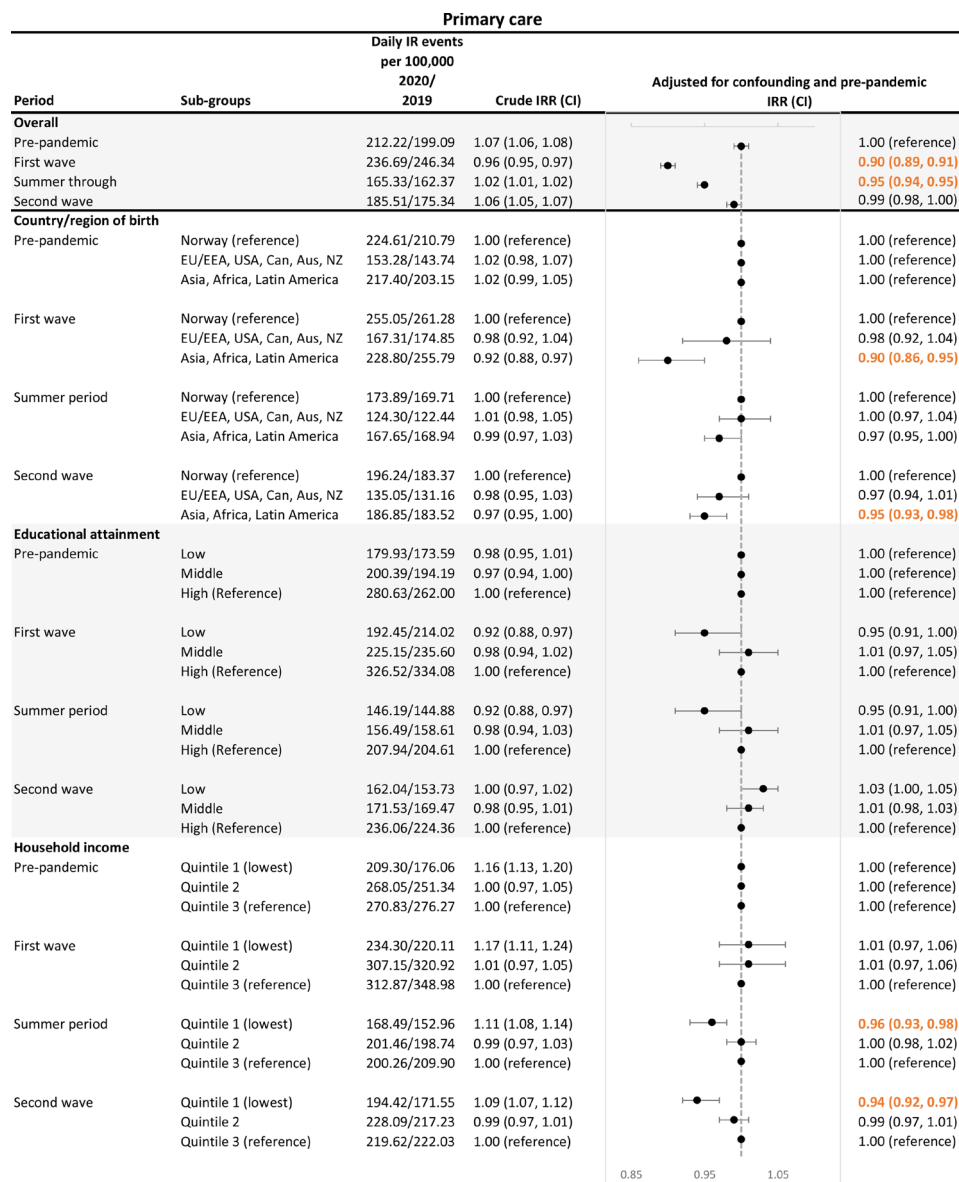 Primary care
Daily IR events
per 100,000
2020/
2019
Adjusted for confounding and pre-pandemic
Period Sub-groups Crude IRR (CI) IRR (CI)
Overall
Pre-pandemic 212.22/199.09 1.07 (1.06, 1.08) 1.00 (reference)
First wave 236.69/246.34 0.96 (0.95, 0.97) 0.90 (0.89, 0.91)
Summer through 165.33/162.37 1.02 (1.01, 1.02) 0.95 (0.94, 0.95)
Second wave 185.51/175.34 1.06 (1.05, 1.07) 0.99 (0.98, 1.00)
Country/region of birth
Pre-pandemic Norway (reference) 224.61/210.79 1.00 (reference) 1.00 (reference)
EU/EEA, USA, Can, Aus, NZ 153.28/143.74 1.02 (0.98, 1.07) 1.00 (reference)
Asia, Africa, Latin America 217.40/203.15 1.02 (0.99, 1.05) 1.00 (reference)
First wave Norway (reference) 255.05/261.28 1.00 (reference) 1.00 (reference)
EU/EEA, USA, Can, Aus, NZ 167.31/174.85 0.98 (0.92, 1.04) 0.98 (0.92, 1.04)
Asia, Africa, Latin America 228.80/255.79 0.92 (0.88, 0.97) 0.90 (0.86, 0.95)
Summer period Norway (reference) 173.89/169.71 1.00 (reference) 1.00 (reference)
EU/EEA, USA, Can, Aus, NZ 124.30/122.44 1.01 (0.98, 1.05) 1.00 (0.97, 1.04)
Asia, Africa, Latin America 167.65/168.94 0.99 (0.97, 1.03) 0.97 (0.95, 1.00)
Second wave Norway (reference) 196.24/183.37 1.00 (reference) 1.00 (reference)
EU/EEA, USA, Can, Aus, NZ 135.05/131.16 0.98 (0.95, 1.03) 0.97 (0.94, 1.01)
Asia, Africa, Latin America 186.85/183.52 0.97 (0.95, 1.00) 0.95 (0.93, 0.98)
Educational attainment
Pre-pandemic Low 179.93/173.59 0.98 (0.95, 1.01) 1.00 (reference)
Middle 200.39/194.19 0.97 (0.94, 1.00) 1.00 (reference)
High (Reference) 280.63/262.00 1.00 (reference) 1.00 (reference)
First wave Low 192.45/214.02 0.92 (0.88, 0.97) 0.95 (0.91, 1.00)
Middle 225.15/235.60 0.98 (0.94, 1.02) 1.01 (0.97, 1.05)
High (Reference) 326.52/334.08 1.00 (reference) 1.00 (reference)
Summer period Low 146.19/144.88 0.92 (0.88, 0.97) 0.95 (0.91, 1.00)
Middle 156.49/158.61 0.98 (0.94, 1.03) 1.01 (0.97, 1.05)
High (Reference) 207.94/204.61 1.00 (reference) 1.00 (reference)
Second wave Low 162.04/153.73 1.00 (0.97, 1.02) 1.03 (1.00, 1.05)
Middle 171.53/169.47 0.98 (0.95, 1.01) 1.01 (0.98, 1.03)
High (Reference) 236.06/224.36 1.00 (reference) 1.00 (reference)
Household income
Pre-pandemic Quintile 1 (lowest) 209.30/176.06 1.16 (1.13, 1.20) 1.00 (reference)
Quintile 2 268.05/251.34 1.00 (0.97, 1.05) 1.00 (reference)
Quintile 3 (reference) 270.83/276.27 1.00 (reference) 1.00 (reference)
First wave Quintile 1 (lowest) 234.30/220.11 1.17 (1.11, 1.24) 1.01 (0.97, 1.06)
Quintile 2 307.15/320.92 1.01 (0.97, 1.05) 1.01 (0.97, 1.06)
Quintile 3 (reference) 312.87/348.98 1.00 (reference) 1.00 (reference)
Summer period Quintile 1 (lowest) 168.49/152.96 1.11 (1.08, 1.14) 0.96 (0.93, 0.98)
Quintile 2 201.46/198.74 0.99 (0.97, 1.03) 1.00 (0.98, 1.02)
Quintile 3 (reference) 200.26/209.90 1.00 (reference) 1.00 (reference)
Second wave Quintile 1 (lowest) 194.42/171.55 1.09 (1.07, 1.12) 0.94 (0.92, 0.97)
Quintile 2 228.09/217.23 0.99 (0.97, 1.01) 0.99 (0.97, 1.01)
Quintile 3 (reference) 219.62/222.03 1.00 (reference) 1.00 (reference)
0.85 0.95 1.05